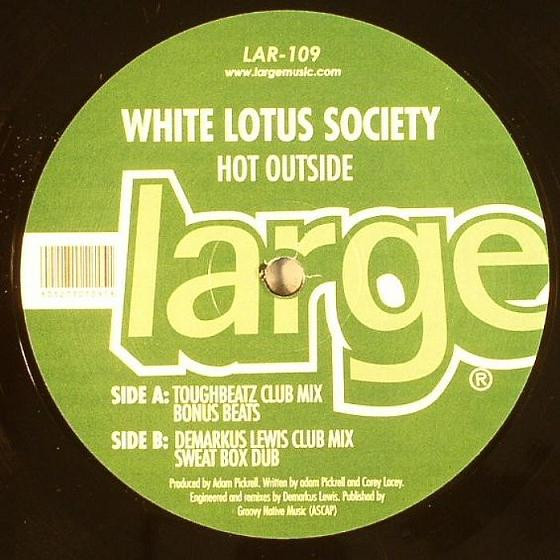 LAR-109
www.largemusic.com
WHITE LOTUS SOCIETY
HOT OUTSIDE
large
®
SIDE A: TOUGHBEATZ CLUB MIX
BONUS BEATS
SIDE B: DEMARKUS LEWIS CLUB MIX
SWEAT BOX DUB
Produced by Adam Pickrell. Written by adam Pickrell and Corey Lacey.
Engineered and remixes by Demarkus Lewis. Published by
Groovy Native Music (ASCAP)